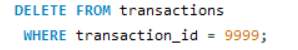 DELETE FROM transactions
WHERE transaction_id = 9999;